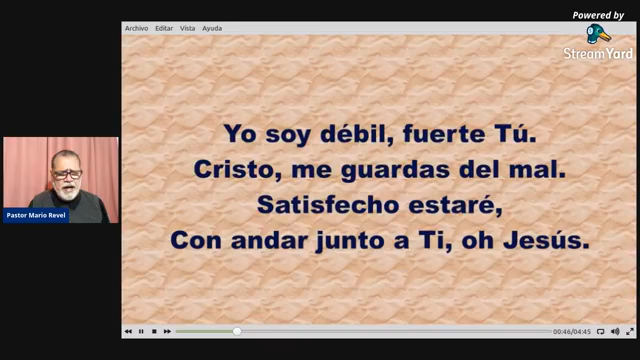 Powered by
StreamYard
Archivo Editar Vista Ayuda
Yo soy débil, fuerte Tú.
Cristo, me guardas del mal.
Satisfecho estaré,
Con andar junto a Ti, oh Jesús.
Pastor Mario Revel
00:46/04:45